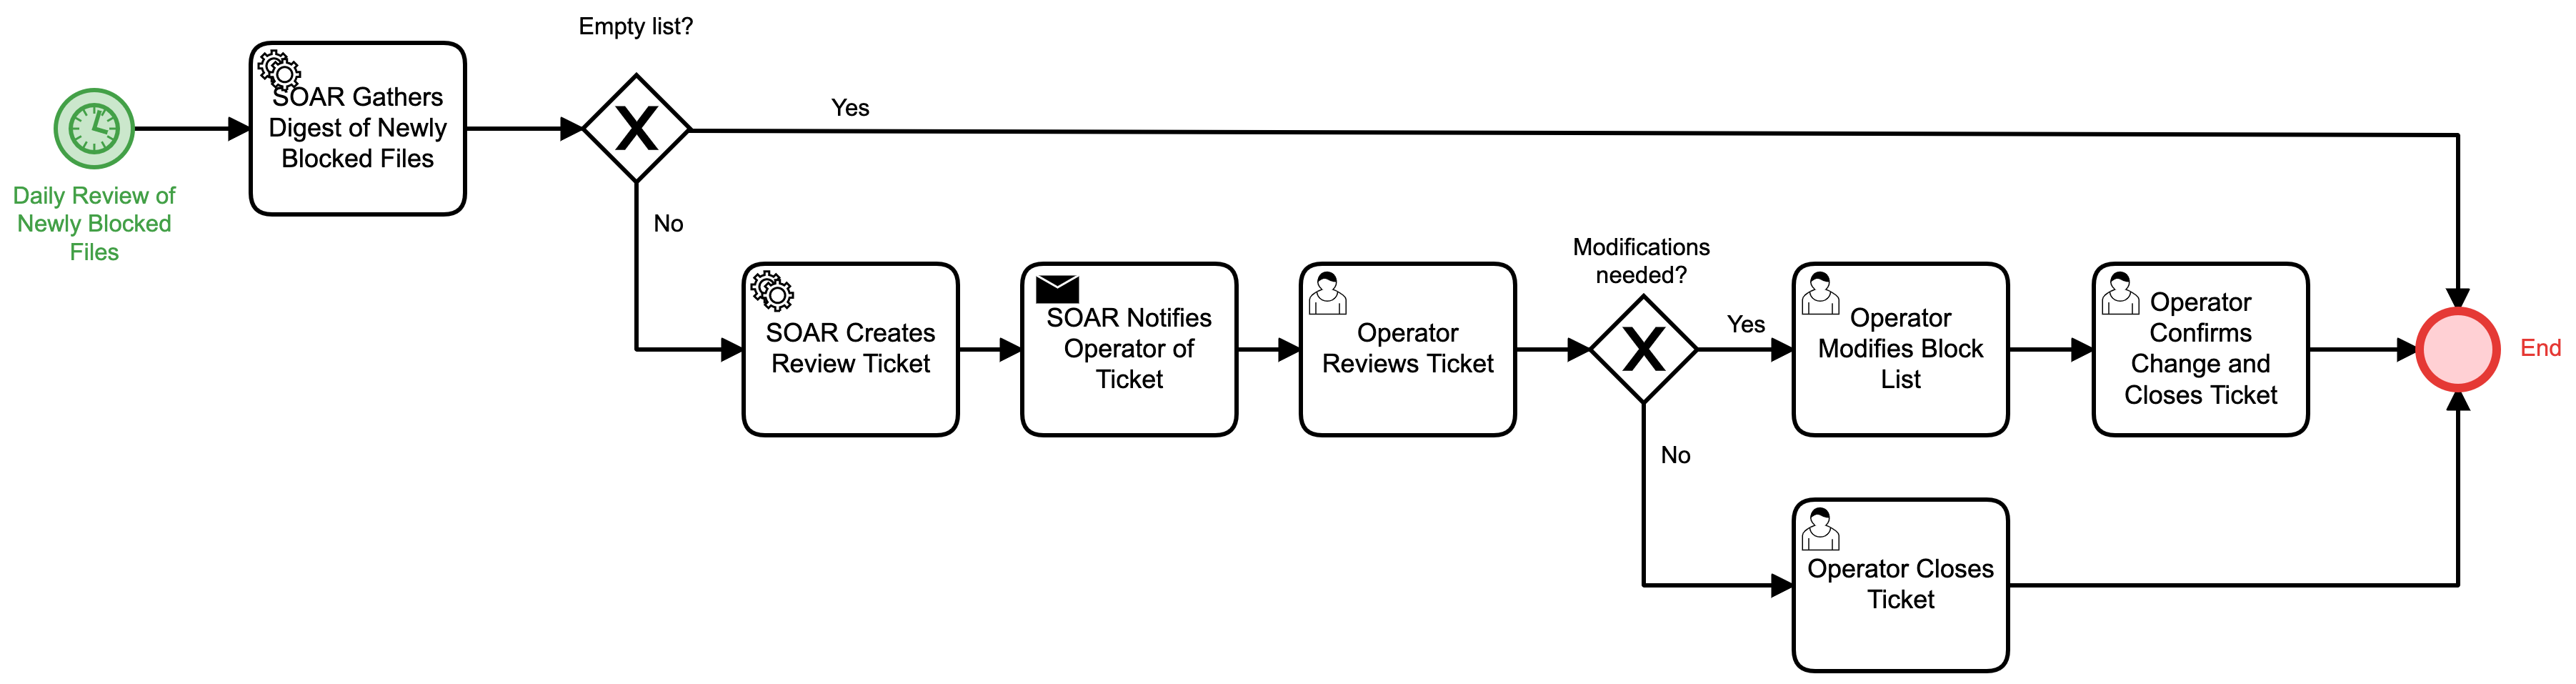 Empty list?
SOAR Gathers
Digest of Newly
Blocked Files
Yes
Daily Review of
Newly Blocked
Files
No
SOAR Creates
Review Ticket
SOAR Notifies
Operator of
Ticket
Operator
Reviews Ticket
Modifications
needed?
Yes
Operator
Modifies Block
List
Operator
Confirms
Change and
Closes Ticket
End
No
Operator Closes
Ticket